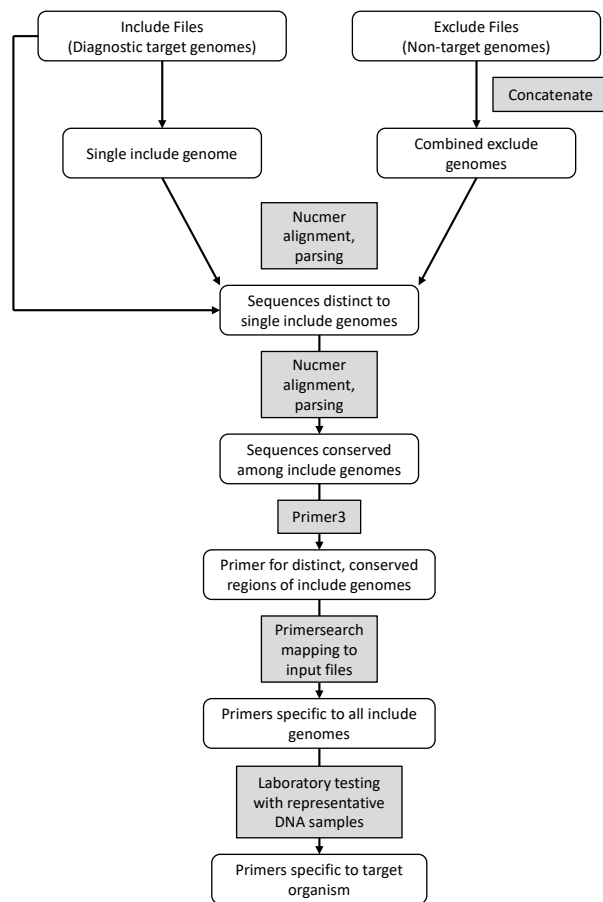 Include Files
(Diagnostic target genomes)
Exclude Files
(Non-target genomes)
Concatenate
Single include genome
Combined exclude
genomes
Nucmer
alignment,
parsing
Sequences distinct to
single include genomes
Nucmer
alignment,
parsing
Sequences conserved
among include genomes
Primer3
Primer for distinct, conserved
regions of include genomes
Primersearch
mapping to
input files
Primers specific to all include
genomes
Laboratory testing
with representative
DNA samples
Primers specific to target
organism